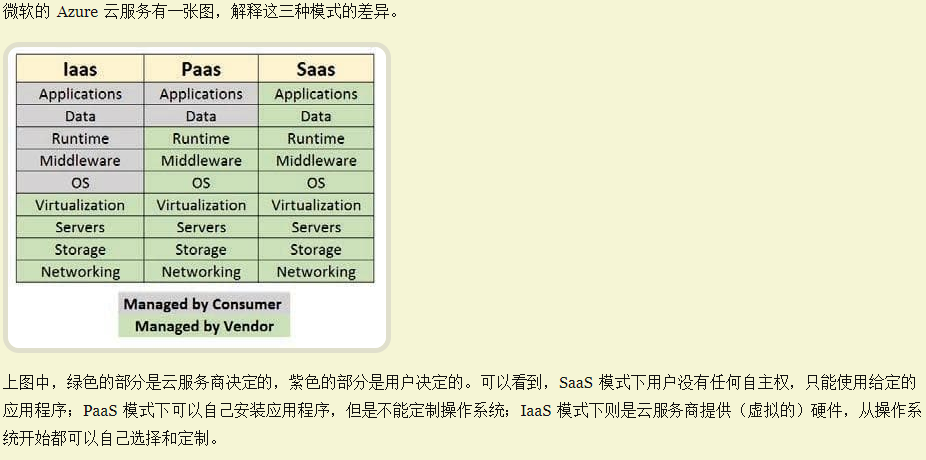 微软的 Azure 云服务有一张图，解释这三种模式的差异。
Iaas Paas Saas
Applications Applications Applications
Data Data Data
Runtime Runtime Runtime
Middleware Middleware Middleware
OS OS OS
Virtualization Virtualization Virtualization
Servers Servers Servers
Storage Storage Storage
Networking Networking Networking
Managed by Consumer
Managed by Vendor
上图中，绿色的部分是云服务商决定的，紫色的部分是用户决定的。可以看到，SaaS 模式下用户没有任何自主权，只能使用给定的
应用程序；PaaS 模式下可以自己安装应用程序，但是不能定制操作系统；IaaS 模式下则是云服务商提供（虚拟的）硬件，从操作系
统开始都可以自己选择和定制。